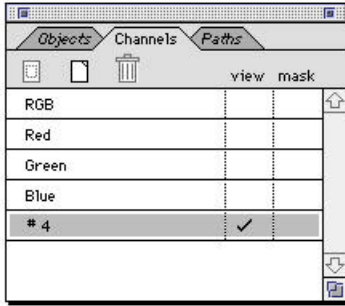 Objects Channels Paths
view mask
RGB
Red
Green
Blue
# 4